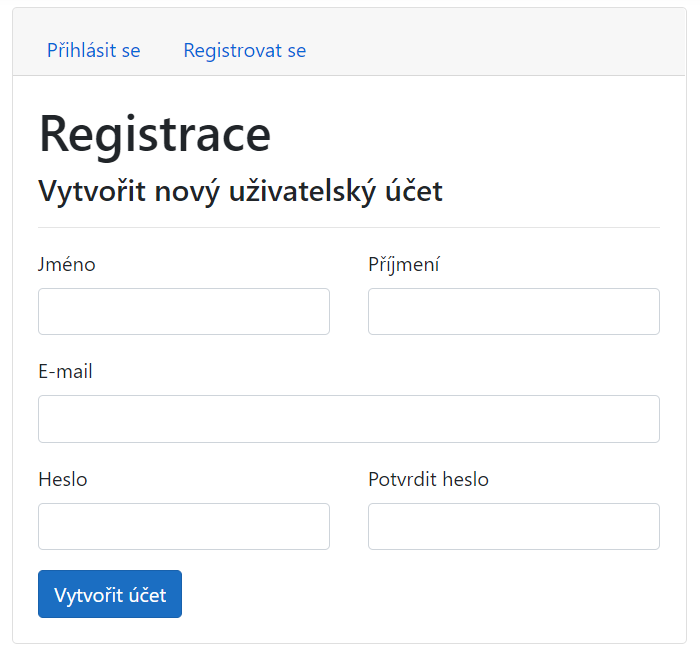 Přihlásit se Registrovat se
Registrace
Vytvořit nový uživatelský účet
Jméno Příjmení
E-mail
Heslo Potvrdit heslo
Vytvořit účet